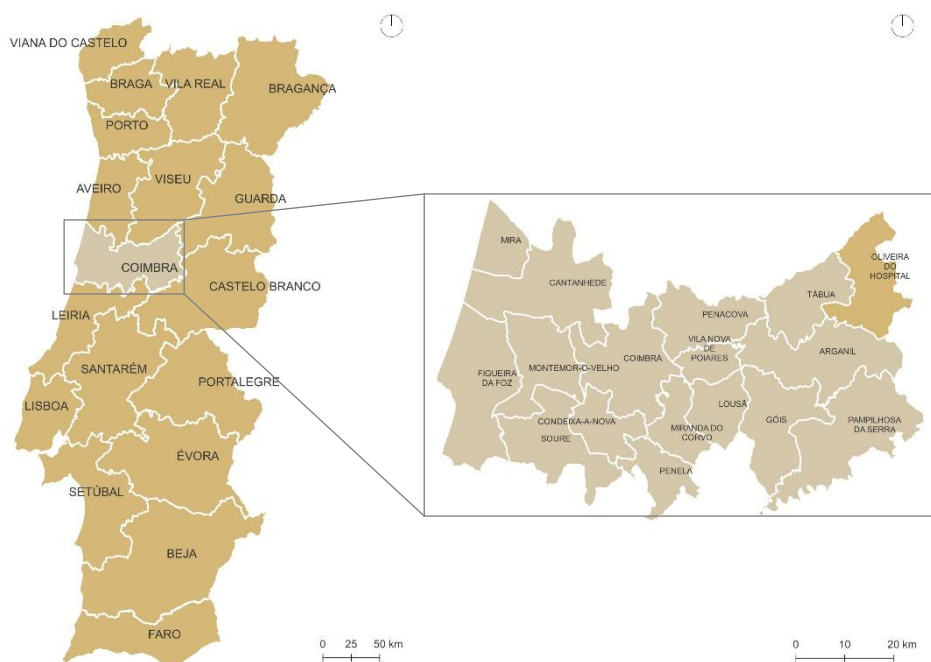 VIANA DO CASTELO
BRAGA
VILA REAL
BRAGANÇA
PORTO
AVEIRO
VISEU
GUARDA
COIMBRA
CASTELO BRANCO
LEIRIA
SANTARÉM
PORTALEGRE
LISBOA
ÉVORA
SETÚBAL
BEJA
FARO
0 25 50 km
MIRA
CANTANHEDE
OLIVEIRA
DO
HOSPITAL
TÁBUA
PENACOVA
VILA NOVA
DE
POIARES
COIMBRA
ARGANIL
FIGUEIRA
DA FOZ
MONTEMOR-O-VELHO
LOUSÃ
CONDEIXA-A-NOVA
SOURE
MIRANDA DO
CORVO
GÓIS
PAMPILHOSA
DA SERRA
PENELA
0 10 20 km